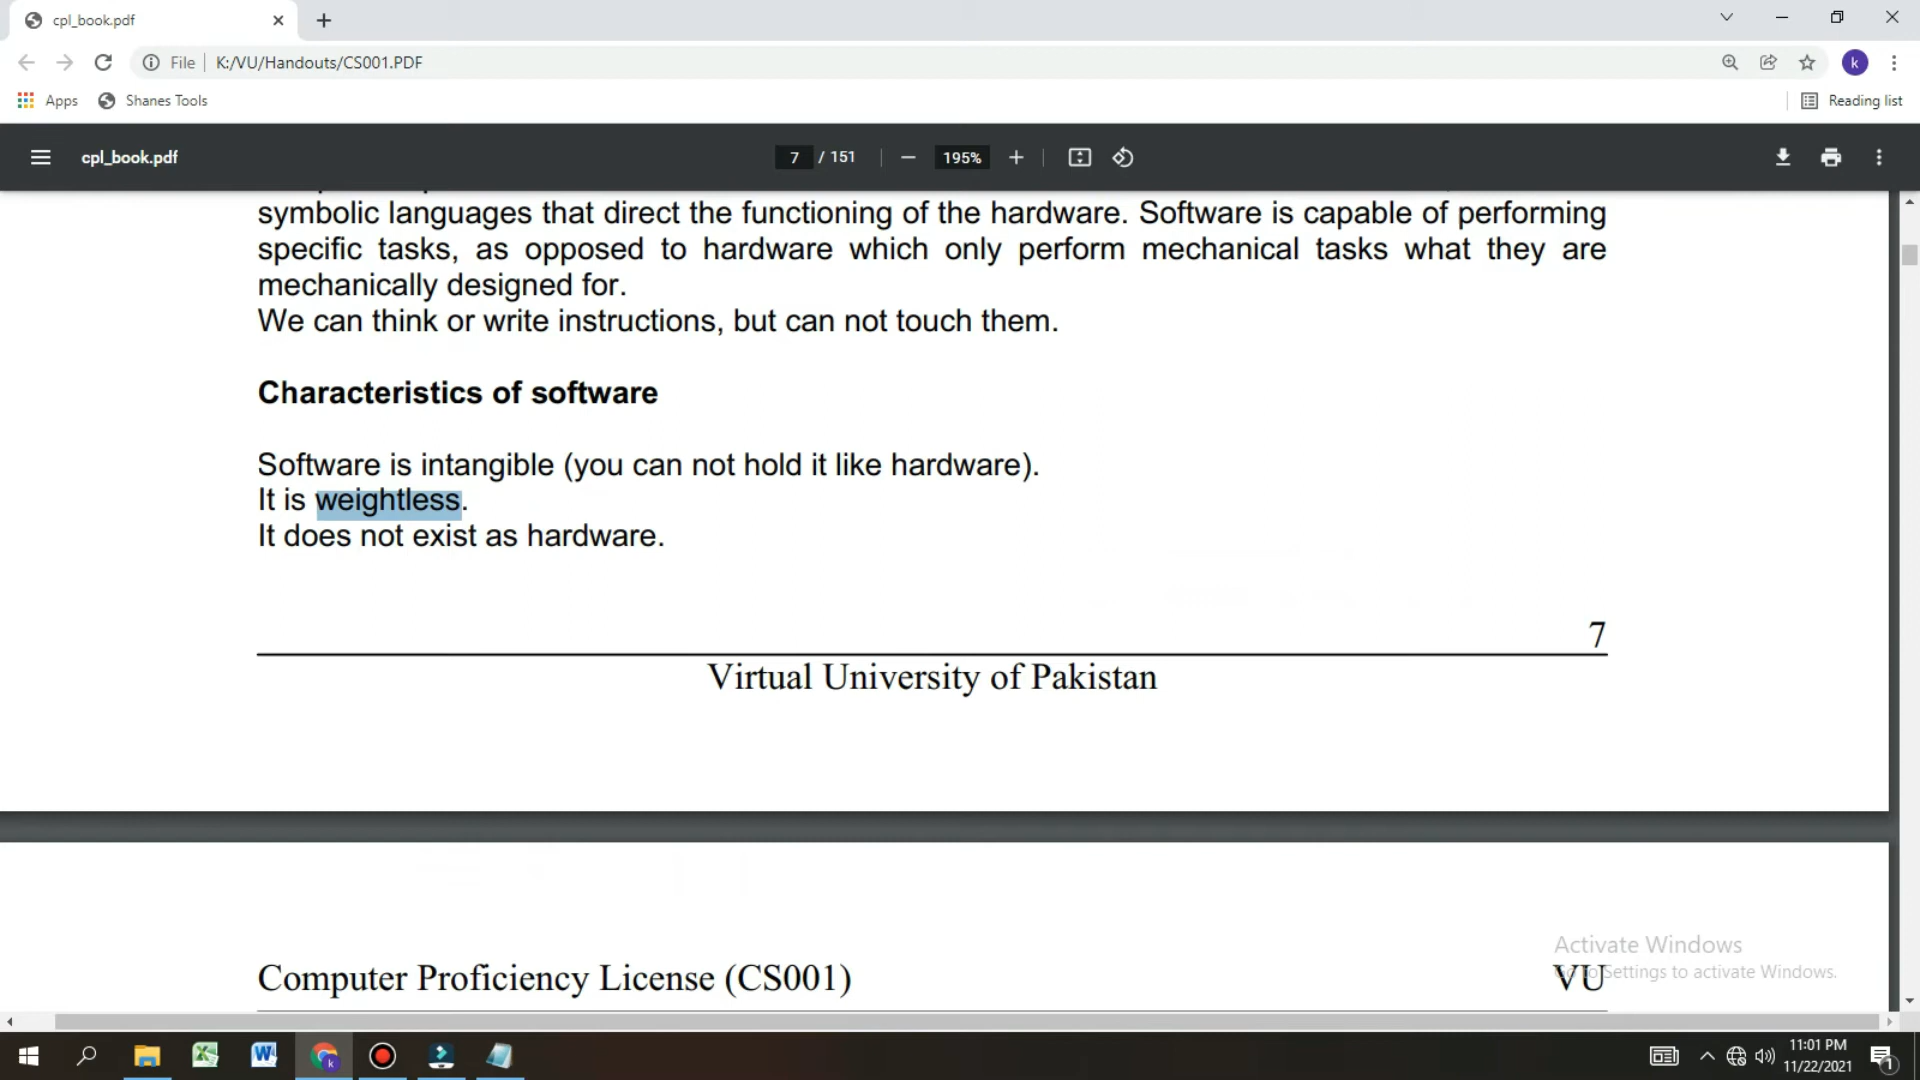 cpl_book.pdf
File K:/VU/Handouts/CS001.PDF
k
Apps Shanes Tools Reading list
cpl_book.pdf 7 / 151 195%
symbolic languages that direct the functioning of the hardware. Software is capable of performing
specific tasks, as opposed to hardware which only perform mechanical tasks what they are
mechanically designed for.
We can think or write instructions, but can not touch them.
Characteristics of software
Software is intangible (you can not hold it like hardware).
It is weightless.
It does not exist as hardware.
7
Virtual University of Pakistan
Activate Windows
Go to Settings to activate Windows.
Computer Proficiency License (CS001) VU
11:01 PM
11/22/2021
1